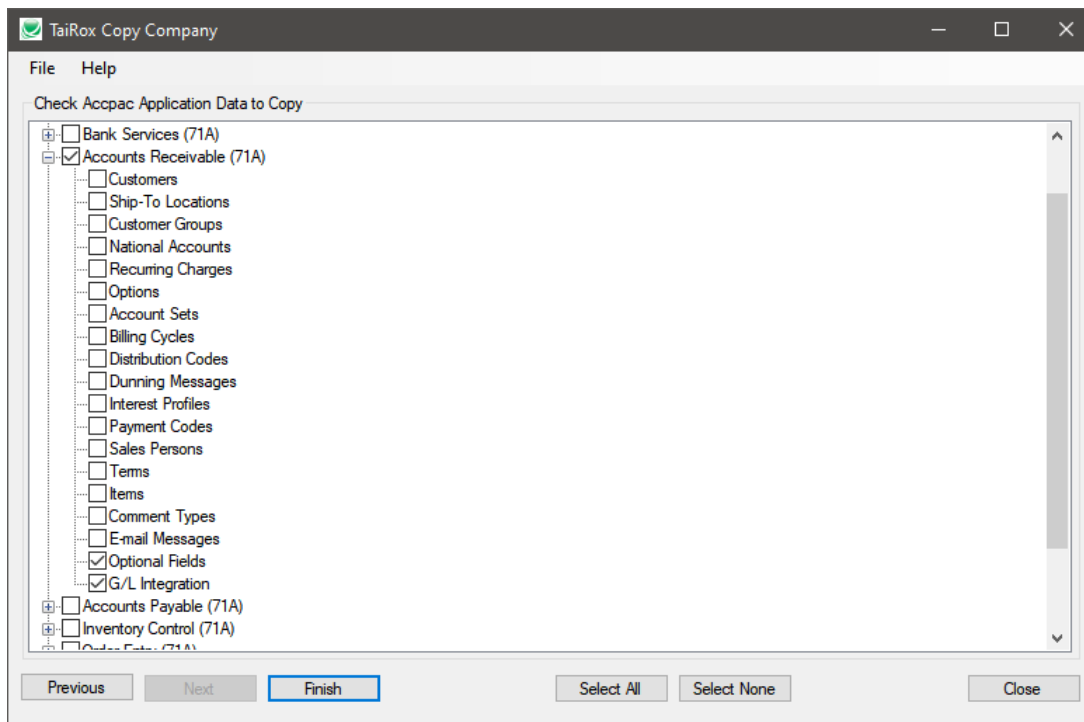 TaiRox Copy Company
File Help
Check Accpac Application Data to Copy
Bank Services (71A)
Accounts Receivable (71A)
Customers
Ship-To Locations
Customer Groups
National Accounts
Recurring Charges
Options
Account Sets
Billing Cycles
Distribution Codes
Dunning Messages
Interest Profiles
Payment Codes
Sales Persons
Terms
Items
Comment Types
E-mail Messages
Optional Fields
G/L Integration
Accounts Payable (71A)
Inventory Control (71A)
Order Entry (71A)
Previous Next Finish Select All Select None Close